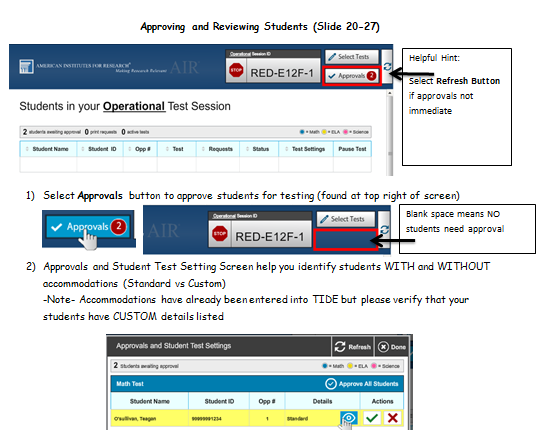 Approving and Reviewing Students (Slide 20-27)
AMERICAN INSTITUTES FOR RESEARCH®
Making Research Relevant
AIR
Operational Session ID
STOP
RED-E12F-1
Select Tests
Approvals 2
Helpful Hint:
Select Refresh Button
if approvals not
immediate
Students in your Operational Test Session
2 students awaiting approval 0 print requests 0 active tests
= Math = ELA = Science
Student Name Student ID Opp # Test Requests Status Test Settings Pause Test
1) Select Approvals button to approve students for testing (found at top right of screen)
Approvals 2
AIR
Operational Session ID
STOP
RED-E12F-1
Select Tests
Blank space means NO
students need approval
2) Approvals and Student Test Setting Screen help you identify students WITH and WITHOUT
accommodations (Standard vs Custom)
-Note- Accommodations have already been entered into TIDE but please verify that your
students have CUSTOM details listed
Approvals and Student Test Settings
Refresh Done
2 Students awaiting approval
= Math = ELA = Science
Math Test
Approve All Students
Student Name Student ID Opp # Details Actions
O'sullivan, Teagan 99999991234 1 Standard